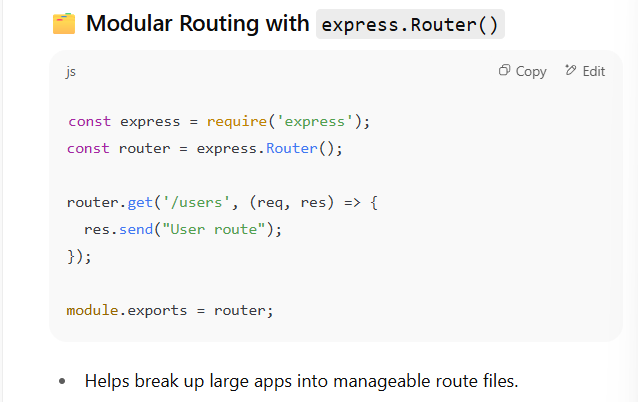 Modular Routing with express.Router()
js
Copy
Edit
const express = require('express');
const router = express.Router();
router.get('/users', (req, res) => {
  res.send("User route");
});
module.exports = router;
• Helps break up large apps into manageable route files.